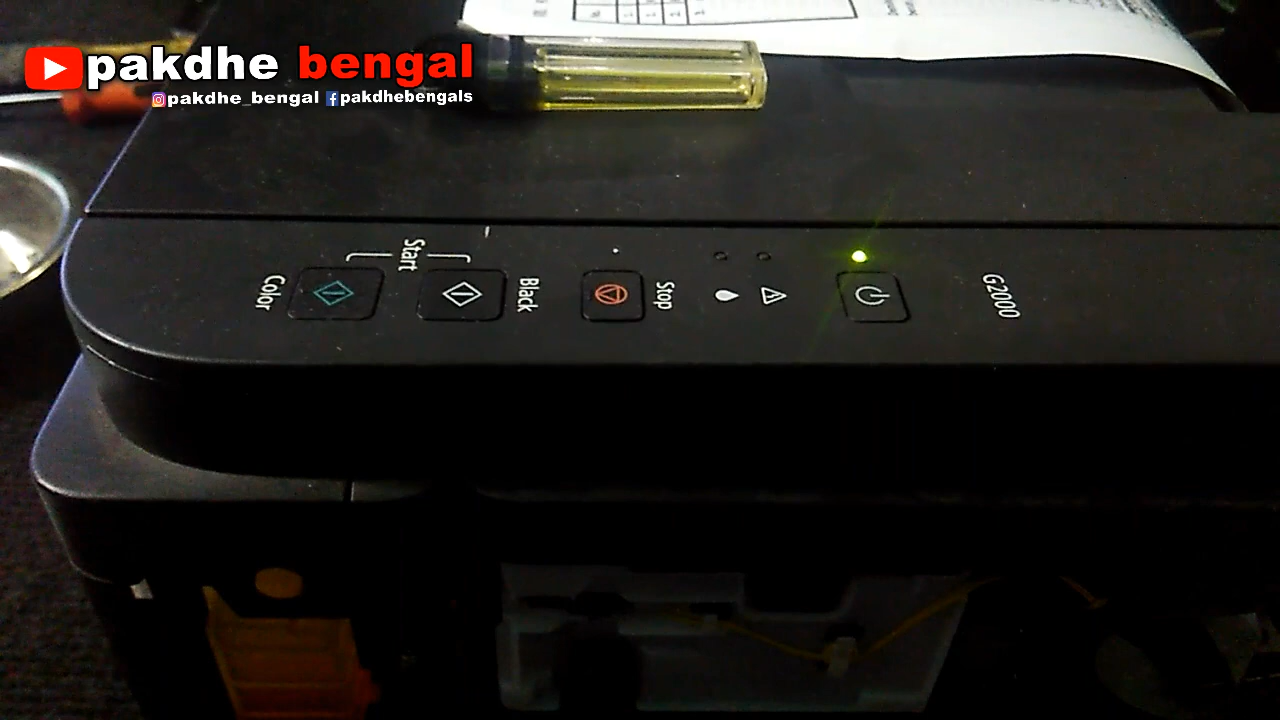 pakdhe bengal
pakdhe_bengal pakdhebengals
Start
Color
Black
Stop
G2000